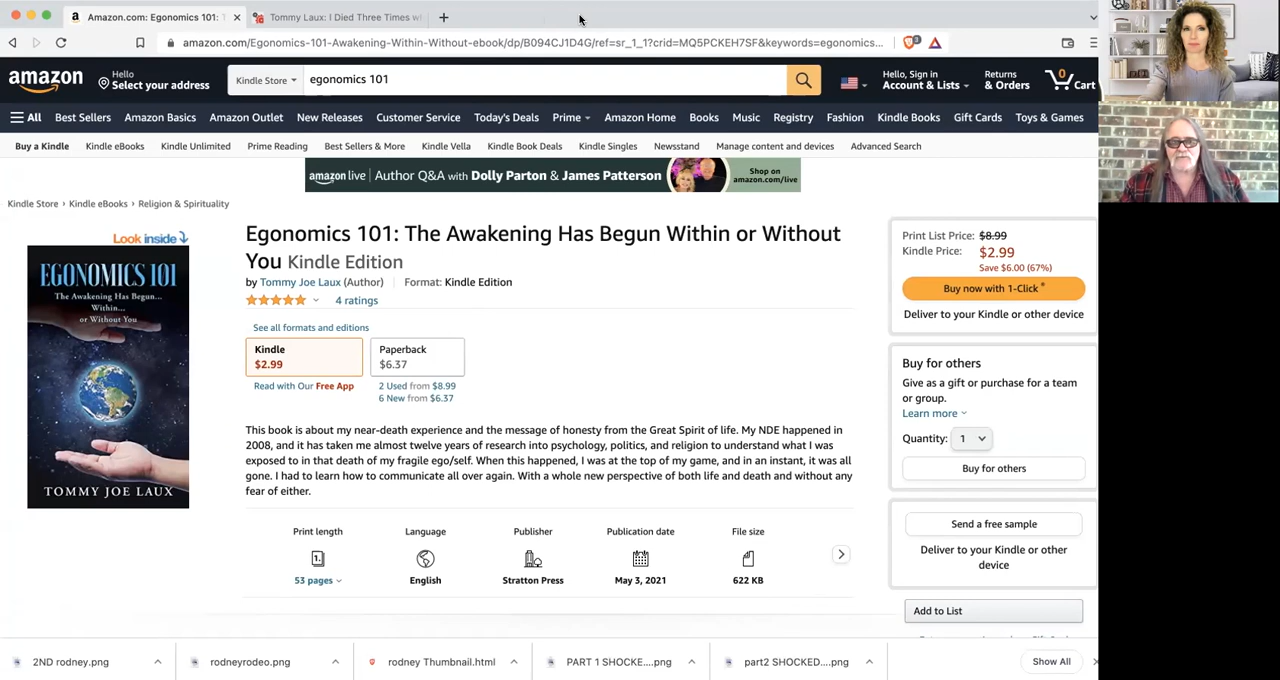 Amazon.com: Egonomics 101: T
Tommy Laux: I Died Three Times w
amazon.com/Egonomics-101-Awakening-Within-Without-ebook/dp/B094CJ1D4G/ref=sr_1_1?crid=MQ5PCKEH7SF&keywords=egonomics...
amazon
Hello
Select your address
Kindle Store
egonomics 101
Hello, Sign in
Account & Lists
Returns
& Orders
0
Cart
All
Best Sellers
Amazon Basics
Amazon Outlet
New Releases
Customer Service
Today's Deals
Prime
Amazon Home
Books
Music
Registry
Fashion
Kindle Books
Gift Cards
Toys & Games
Buy a Kindle
Kindle eBooks
Kindle Unlimited
Prime Reading
Best Sellers & More
Kindle Vella
Kindle Book Deals
Kindle Singles
Newsstand
Manage content and devices
Advanced Search
amazon live | Author Q&A with Dolly Parton & James Patterson
Shop on
amazon.com/live
Kindle Store › Kindle eBooks › Religion & Spirituality
Look inside
EGONOMICS 101
The Awakening Has Begun...
Within...
or Without You
TOMMY JOE LAUX
Egonomics 101: The Awakening Has Begun Within or Without
You Kindle Edition
by Tommy Joe Laux (Author) | Format: Kindle Edition
4 ratings
See all formats and editions
Kindle
$2.99
Read with Our Free App
Paperback
$6.37
2 Used from $8.99
6 New from $6.37
This book is about my near-death experience and the message of honesty from the Great Spirit of life. My NDE happened in
2008, and it has taken me almost twelve years of research into psychology, politics, and religion to understand what I was
exposed to in that death of my fragile ego/self. When this happened, I was at the top of my game, and in an instant, it was all
gone. I had to learn how to communicate all over again. With a whole new perspective of both life and death and without any
fear of either.
Print length
53 pages
Language
English
Publisher
Stratton Press
Publication date
May 3, 2021
File size
622 KB
Print List Price: $8.99
Kindle Price: $2.99
Save $6.00 (67%)
Buy now with 1-Click ®
Deliver to your Kindle or other device
Buy for others
Give as a gift or purchase for a team
or group.
Learn more
Quantity: 1
Buy for others
Send a free sample
Deliver to your Kindle or other
device
Add to List
2ND rodney.png
rodneyrodeo.png
rodney Thumbnail.html
PART 1 SHOCKE....png
part2 SHOCKED....png
Show All